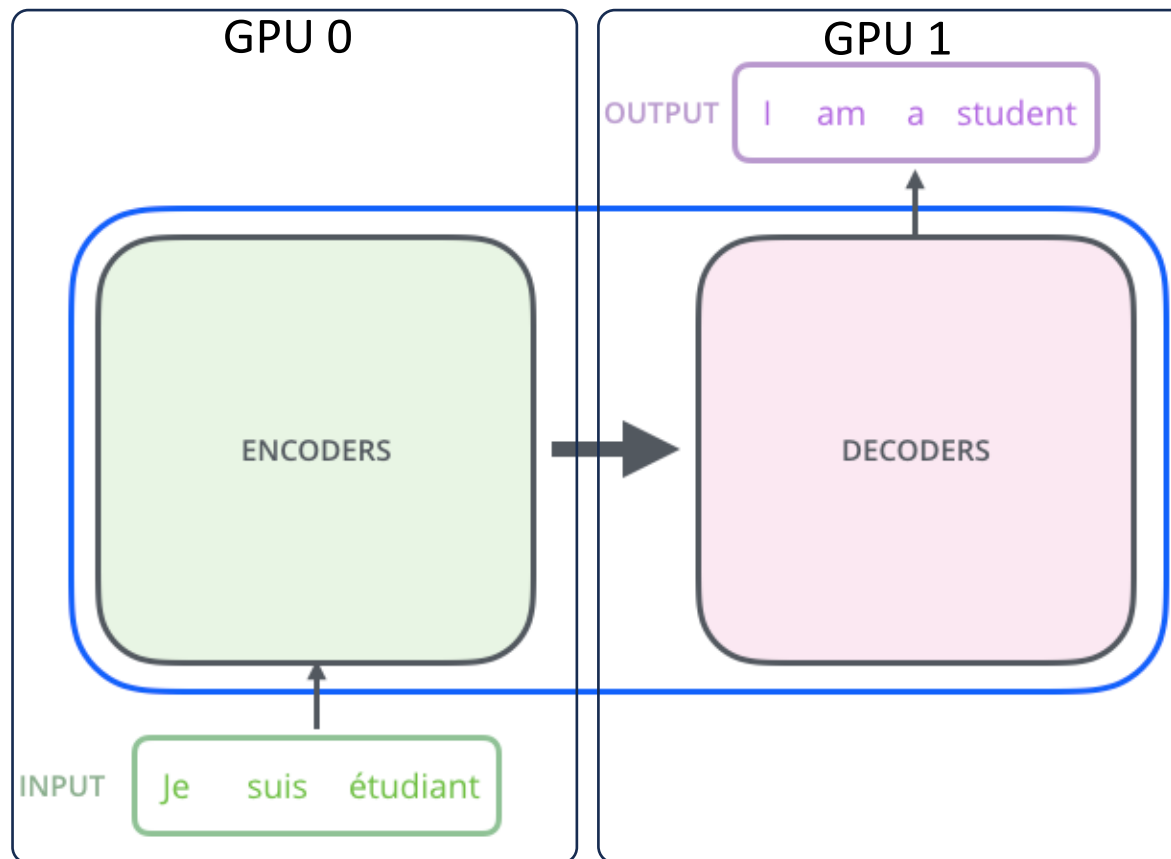 GPU 0
GPU 1
OUTPUT I am a student
ENCODERS
DECODERS
INPUT Je suis étudiant